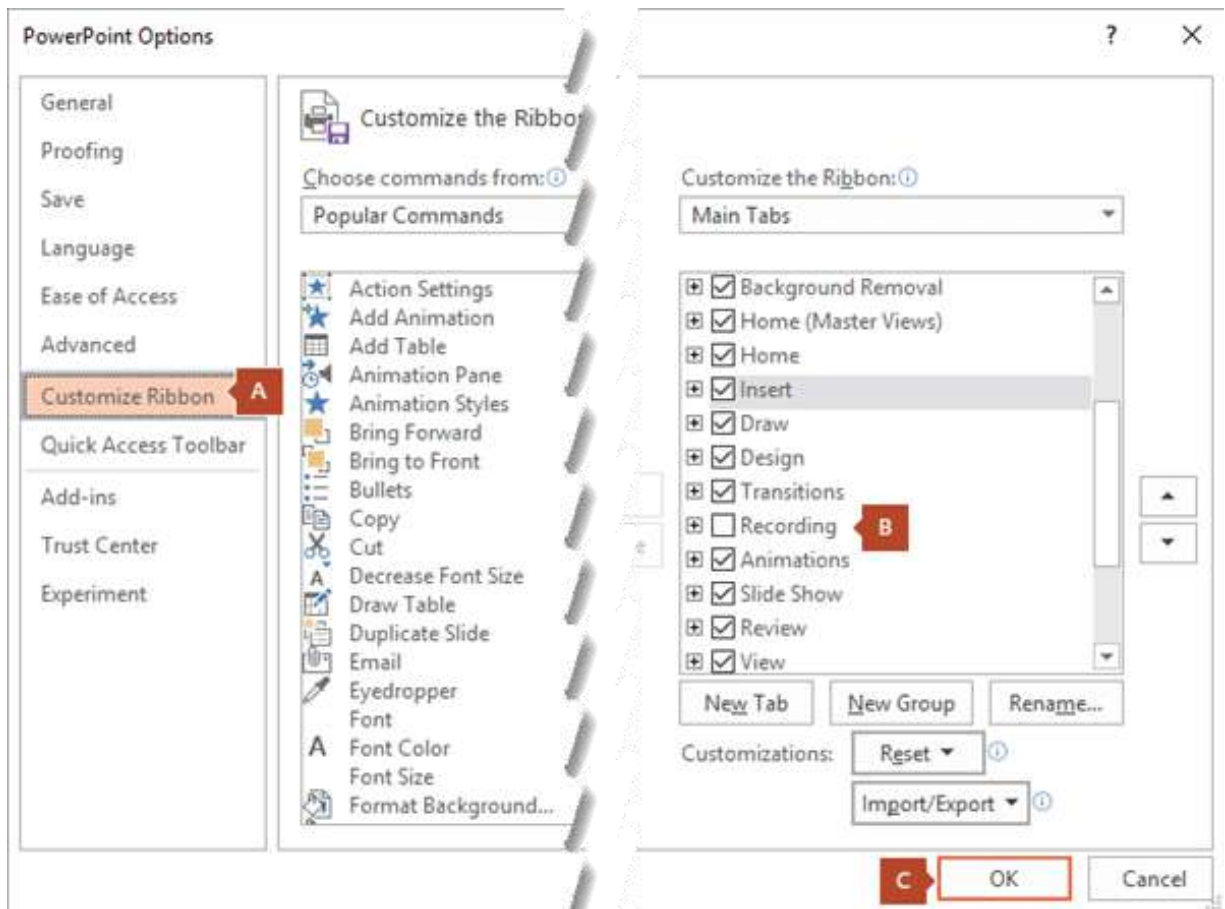 PowerPoint Options
?
General
Proofing
Save
Language
Ease of Access
Advanced
Customize Ribbon
A
Quick Access Toolbar
Add-ins
Trust Center
Experiment
Customize the
Choose commands from:
Popular Commands
Action Settings
Add Animation
Add Table
Animation Pane
Animation Styles
Bring Forward
Bring to Front
Bullets
Copy
Cut
Decrease Font Size
Draw Table
Duplicate Slide
Email
Eyedropper
Font
Font Color
Font Size
Format Background...
Customize the Ribbon:
Main Tabs
Background Removal
Home (Master Views)
Home
Insert
Draw
Design
Transitions
Recording
B
Animations
Slide Show
Review
View
New Tab
New Group
Rename...
Customizations:
Reset
Import/Export
C
OK
Cancel